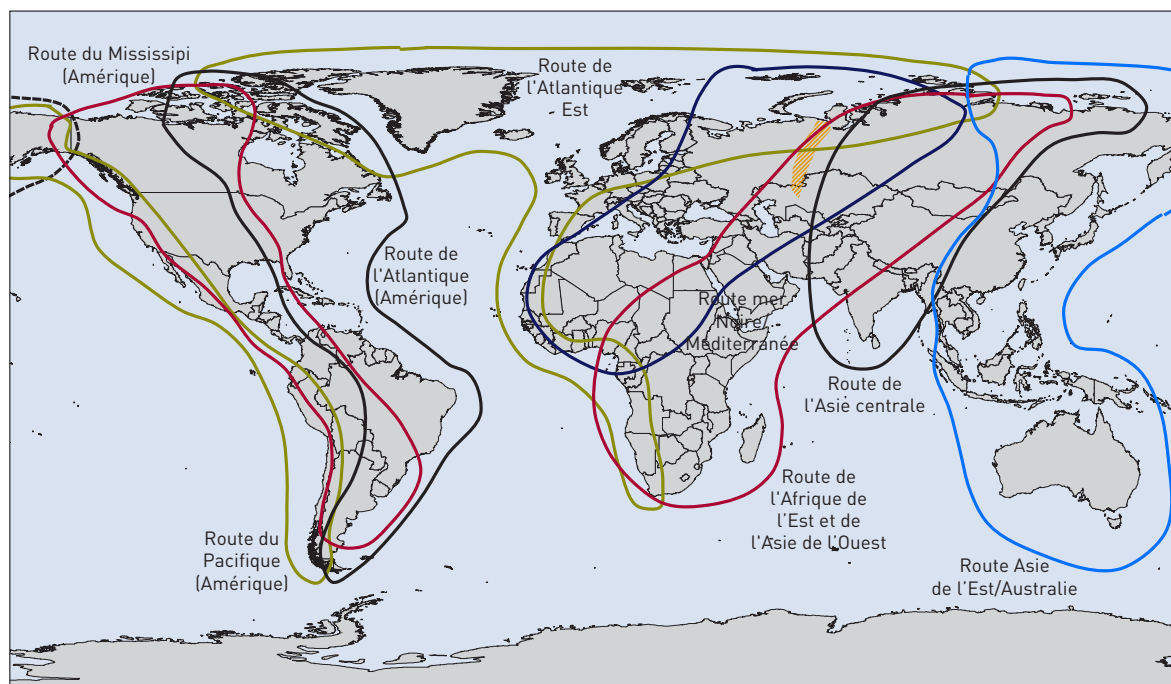 Route du Mississipi
(Amérique)
Route de
l'Atlantique
Est
Route de
l'Atlantique
(Amérique)
Route mer
Noire/
Méditerranée
Route de
l'Asie centrale
Route de
l'Afrique de
l'Est et de
l'Asie de l'Ouest
Route du
Pacifique
(Amérique)
Route Asie
de l'Est/Australie